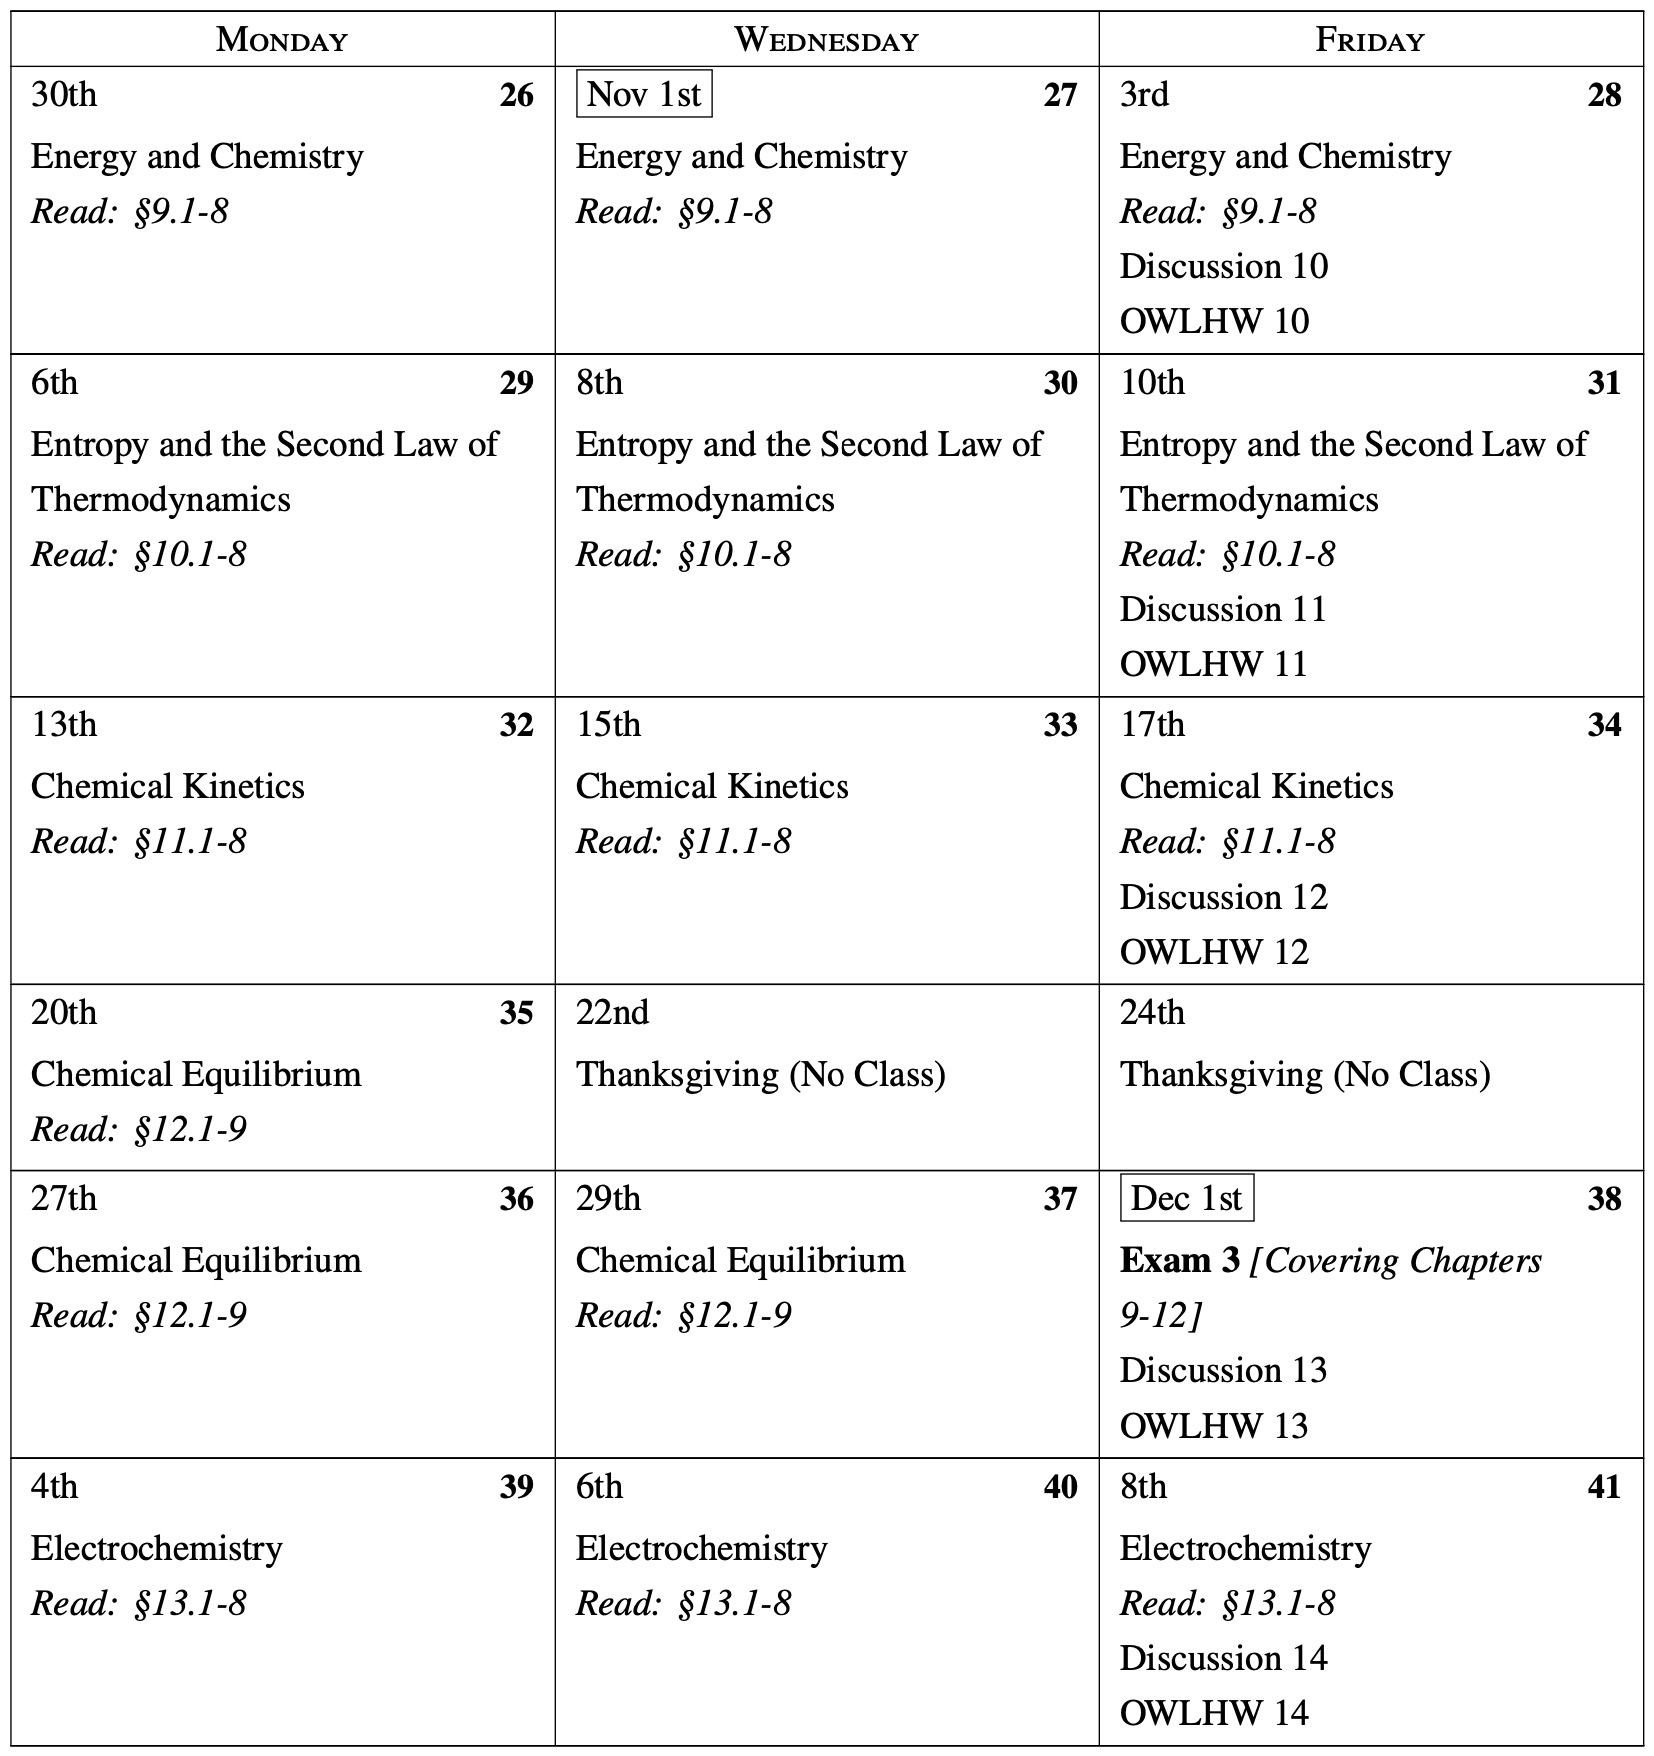 MONDAY WEDNESDAY FRIDAY
30th 26
Energy and Chemistry
Read: §9.1-8
Nov 1st 27
Energy and Chemistry
Read: §9.1-8
3rd 28
Energy and Chemistry
Read: §9.1-8
Discussion 10
OWLHW 10
6th 29
Entropy and the Second Law of
Thermodynamics
Read: §10.1-8
8th 30
Entropy and the Second Law of
Thermodynamics
Read: §10.1-8
10th 31
Entropy and the Second Law of
Thermodynamics
Read: §10.1-8
Discussion 11
OWLHW 11
13th 32
Chemical Kinetics
Read: §11.1-8
15th 33
Chemical Kinetics
Read: §11.1-8
17th 34
Chemical Kinetics
Read: §11.1-8
Discussion 12
OWLHW 12
20th 35
Chemical Equilibrium
Read: §12.1-9
22nd
Thanksgiving (No Class)
24th
Thanksgiving (No Class)
27th 36
Chemical Equilibrium
Read: §12.1-9
29th 37
Chemical Equilibrium
Read: §12.1-9
Dec 1st 38
Exam 3 [Covering Chapters
9-12]
Discussion 13
OWLHW 13
4th 39
Electrochemistry
Read: §13.1-8
6th 40
Electrochemistry
Read: §13.1-8
8th 41
Electrochemistry
Read: §13.1-8
Discussion 14
OWLHW 14